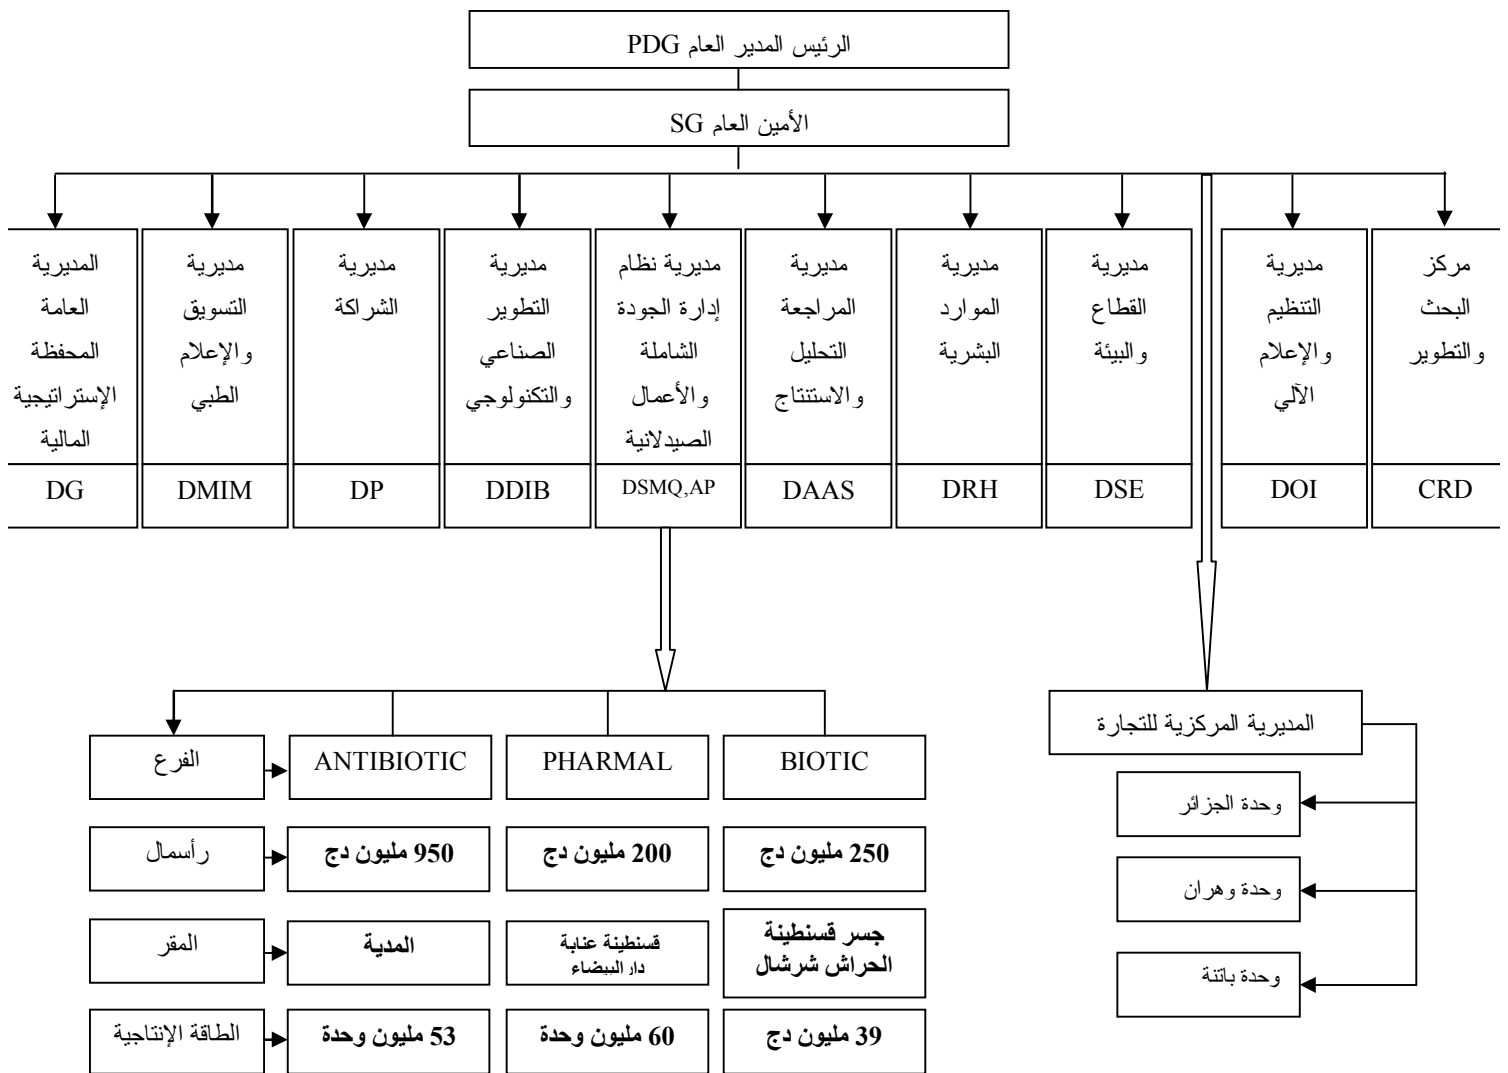 الرئيس المدير العام PDG
الأمين العام SG
مركز
البحث
والتطوير
CRD
مديرية
التنظيم
والإعلام
الآلي
DOI
مديرية
القطاع
والبيئة
DSE
مديرية
الموارد
البشرية
DRH
مديرية
المراجعة
التحليل
والاستنتاج
DAAS
مديرية نظام
إدارة الجودة
الشاملة
والأعمال
الصيدلانية
DSMQ,AP
مديرية
التطوير
الصناعي
والتكنولوجي
DDIB
مديرية
الشراكة
DP
مديرية
التسويق
والإعلام
الطبي
DMIM
المديرية
العامة
المحفظة
الإستراتيجية
المالية
DG
المديرية المركزية للتجارة
وحدة الجزائر
وحدة وهران
وحدة باتنة
الفرع
ANTIBIOTIC
PHARMAL
BIOTIC
رأسمال
950 مليون دج
200 مليون دج
250 مليون دج
المقر
المدية
قسنطينة عنابة
دار البيضاء
جسر قسنطينة
الحراش شرشال
الطاقة الإنتاجية
53 مليون وحدة
60 مليون وحدة
39 مليون دج